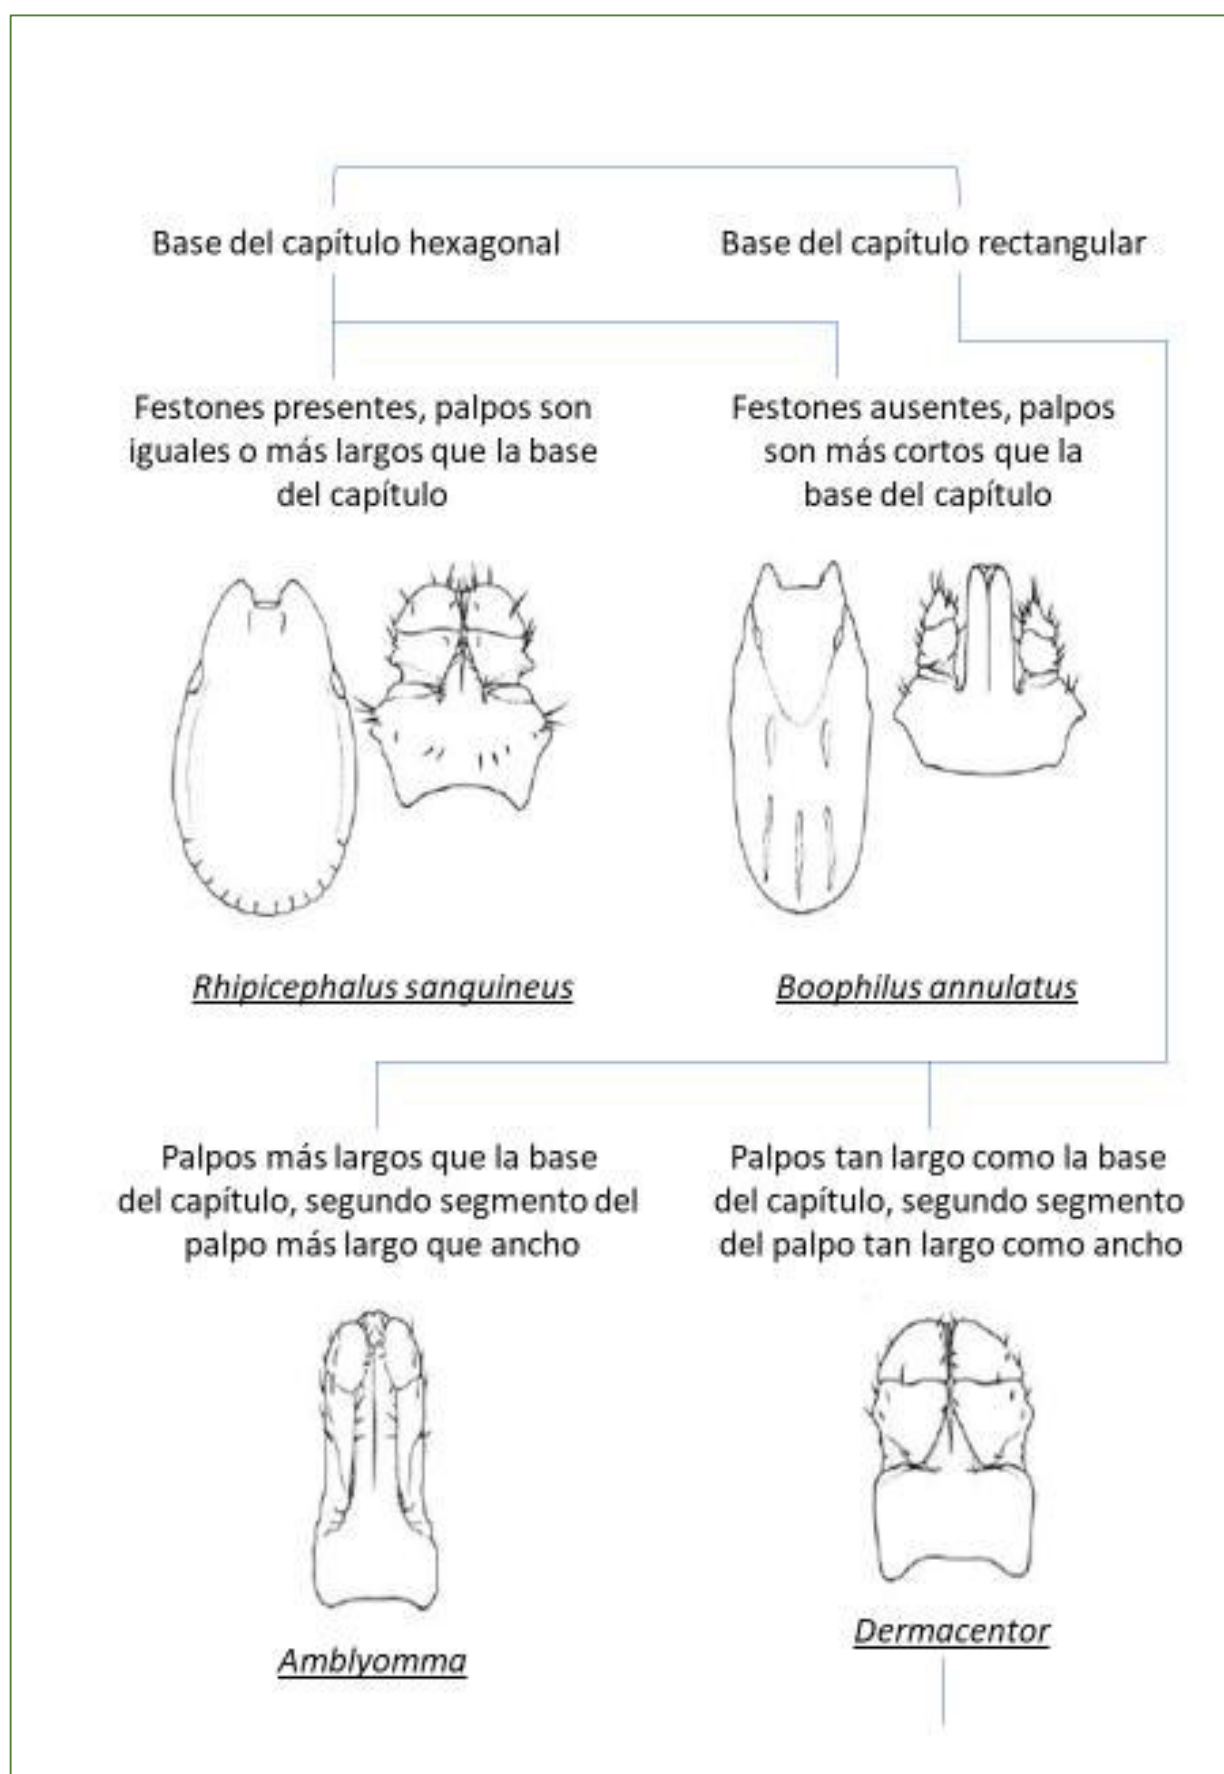 Base del capítulo hexagonal
Base del capítulo rectangular
Festones presentes, palpos son
iguales o más largos que la base
del capítulo
Festones ausentes, palpos
son más cortos que la
base del capítulo
Rhipicephalus sanguineus
Boophilus annulatus
Palpos más largos que la base
del capítulo, segundo segmento del
palpo más largo que ancho
Palpos tan largo como la base
del capítulo, segundo segmento
del palpo tan largo como ancho
Amblyomma
Dermacentor